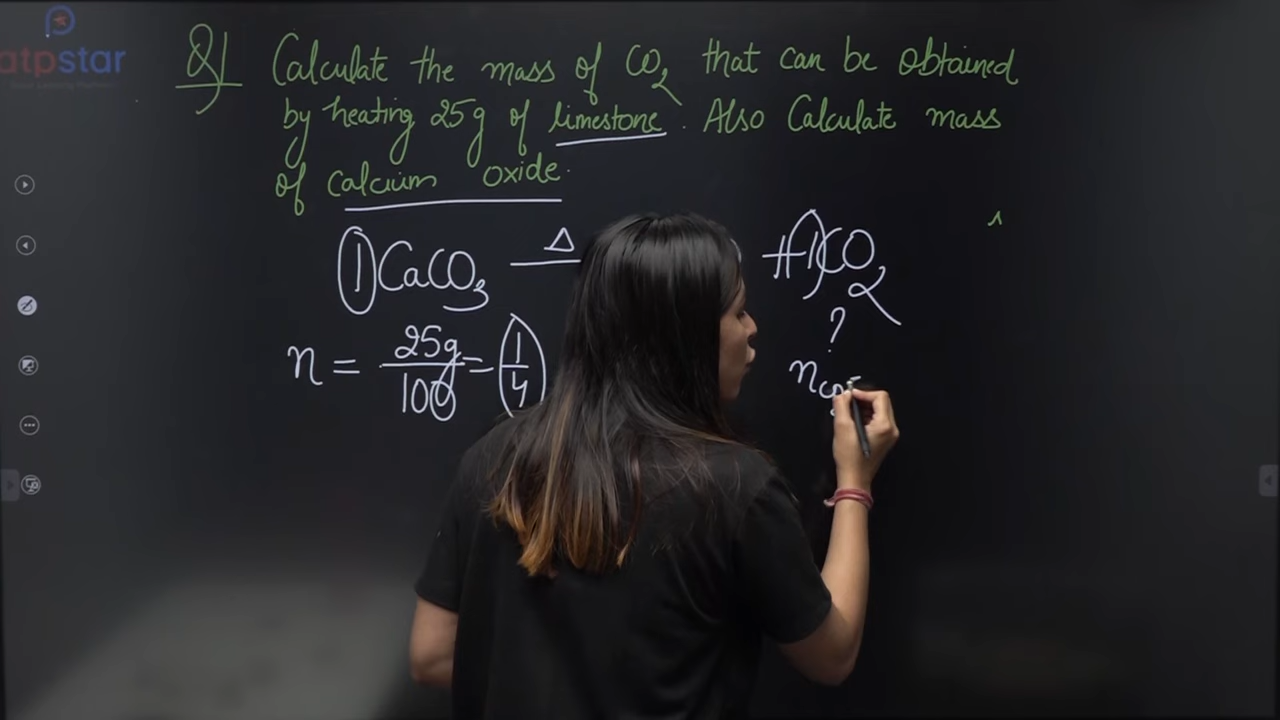 atpstar
Q1 Calculate the mass of CO₂ that can be obtained
by heating 25g of limestone. Also Calculate mass
of calcium oxide.
① CaCO₃ —Δ— + ① CO₂
?
n = 25g/100 = 1/4
n